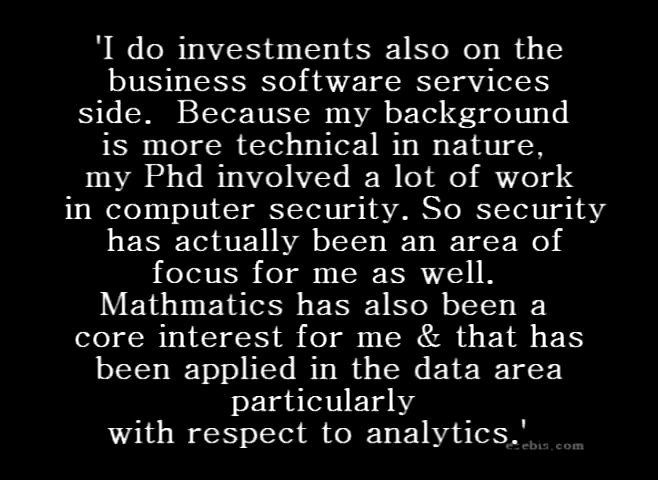 'I do investments also on the
business software services
side.  Because my background
is more technical in nature,
my Phd involved a lot of work
in computer security. So security
has actually been an area of
focus for me as well.
Mathmatics has also been a
core interest for me & that has
been applied in the data area
particularly
with respect to analytics.'